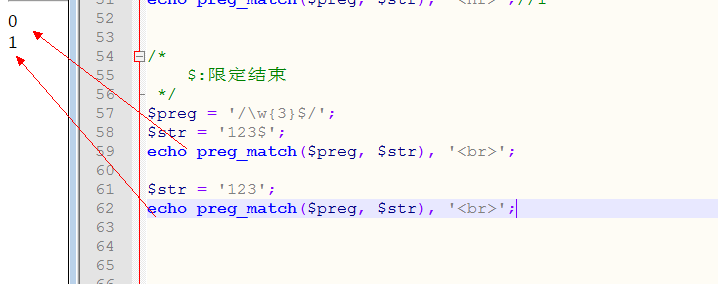 0
1
51 echo preg_match($preg, $str), '<br>';//1
52
53
54 /*
55 $:限定结束
56 */
57 $preg = '/\w{3}$/';
58 $str = '123$';
59 echo preg_match($preg, $str), '<br>';
60
61 $str = '123';
62 echo preg_match($preg, $str), '<br>';
63
64
65
66